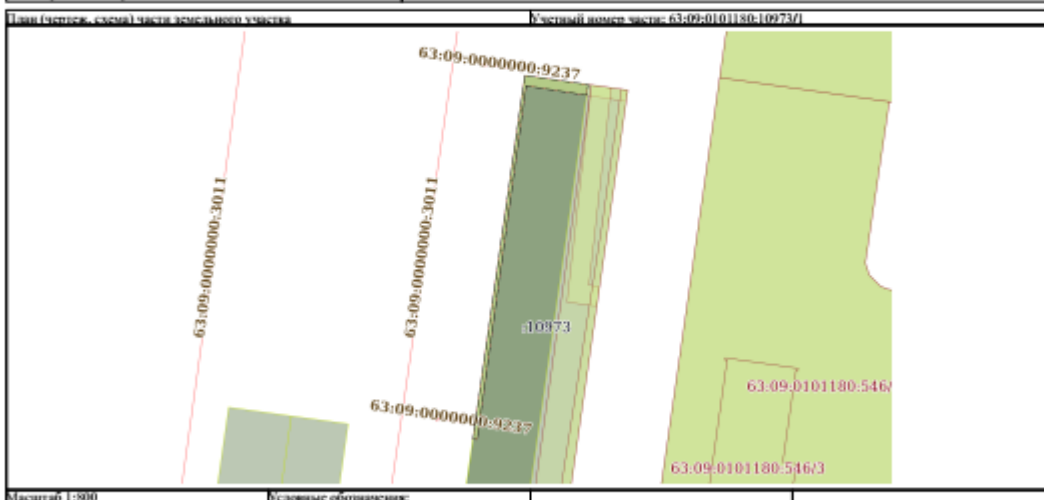 План (чертеж, схема) части земельного участка
Учетный номер части: 63:09:0101180:10973/1
63:09:0000000:9237
63:09:0000000:3011
63:09:0000000:3011
:10973
63:09:0000000:9237
63:09:0101180:546/
63:09:0101180:546/3
Масштаб 1:800
Условные обозначения: